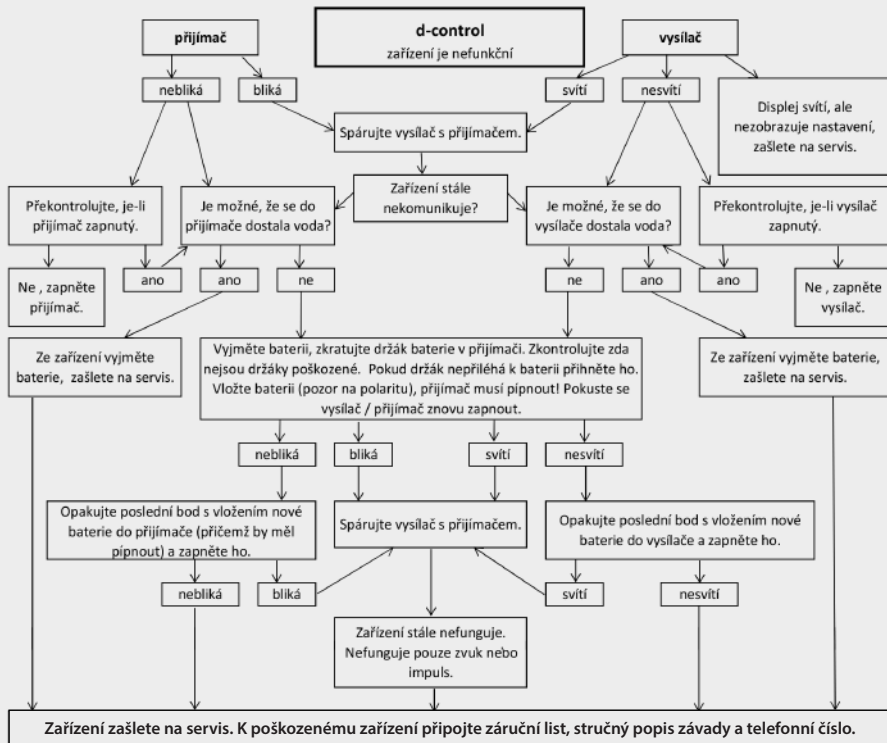 přijímač
d-control
zařízení je nefunkční
vysílač
nebliká
bliká
svítí
nesvítí
Spárujte vysílač s přijímačem.
Displej svítí, ale
nezobrazuje nastavení,
zašlete na servis.
Překontrolujte, je-li
přijímač zapnutý.
Je možné, že se do
přijímače dostala voda?
Zařízení stále
nekomunikuje?
Je možné, že se do
vysílače dostala voda?
Překontrolujte, je-li vysílač
zapnutý.
Ne , zapněte
přijímač.
ano
ano
ne
ne
ano
ano
Ne , zapněte
vysílač.
Ze zařízení vyjměte
baterie, zašlete na servis.
Vyjměte baterii, zkratujte držák baterie v přijímači. Zkontrolujte zda
nejsou držáky poškozené. Pokud držák nepřiléhá k baterii přihněte ho.
Vložte baterii (pozor na polaritu), přijímač musí pípnout! Pokuste se
vysílač / přijímač znovu zapnout.
Ze zařízení vyjměte baterie,
zašlete na servis.
nebliká
bliká
svítí
nesvítí
Opakujte poslední bod s vložením nové
baterie do přijímače (přičemž by měl
pípnout) a zapněte ho.
Spárujte vysílač s přijímačem.
Opakujte poslední bod s vložením nové
baterie do vysílače a zapněte ho.
nebliká
bliká
svítí
nesvítí
Zařízení stále nefunguje.
Nefunguje pouze zvuk nebo
impuls.
Zařízení zašlete na servis. K poškozenému zařízení připojte záruční list, stručný popis závady a telefonní číslo.